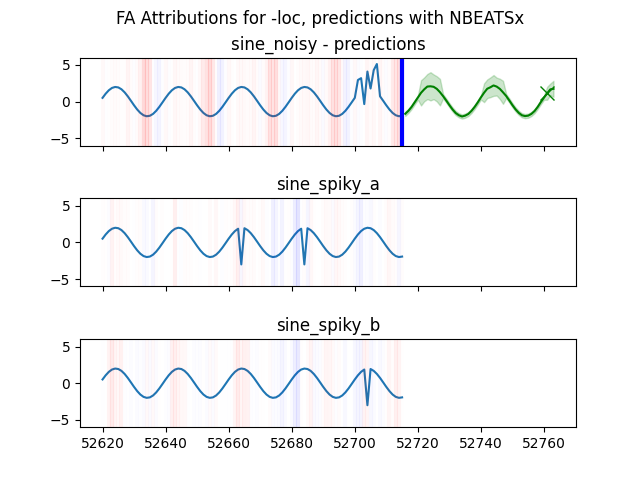 FA Attributions for -loc, predictions with NBEATSx
sine_noisy - predictions
5
0
−5
sine_spiky_a
5
0
−5
sine_spiky_b
5
0
−5
52620 52640 52660 52680 52700 52720 52740 52760